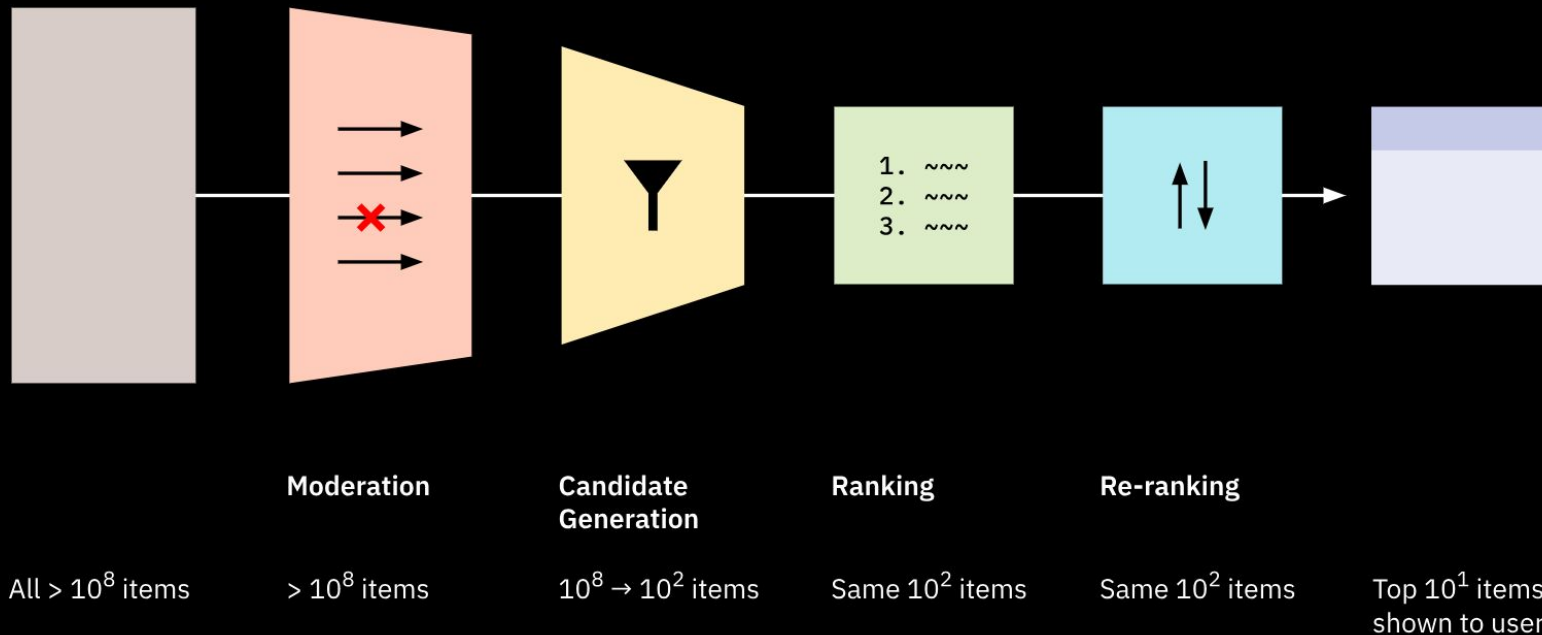 1. ~~~
2. ~~~
3. ~~~
Moderation
Candidate
Generation
Ranking
Re-ranking
All > 10⁸ items
> 10⁸ items
10⁸ → 10² items
Same 10² items
Same 10² items
Top 10¹ items
shown to user